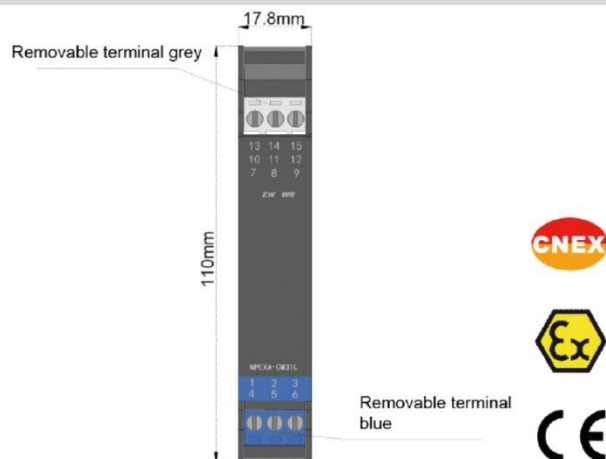 17.8mm
Removable terminal grey
13 14 15
10 11 12
7 8 9
110mm
CNEX
Ex
1 2 3
4 5 6
Removable terminal
blue
CE